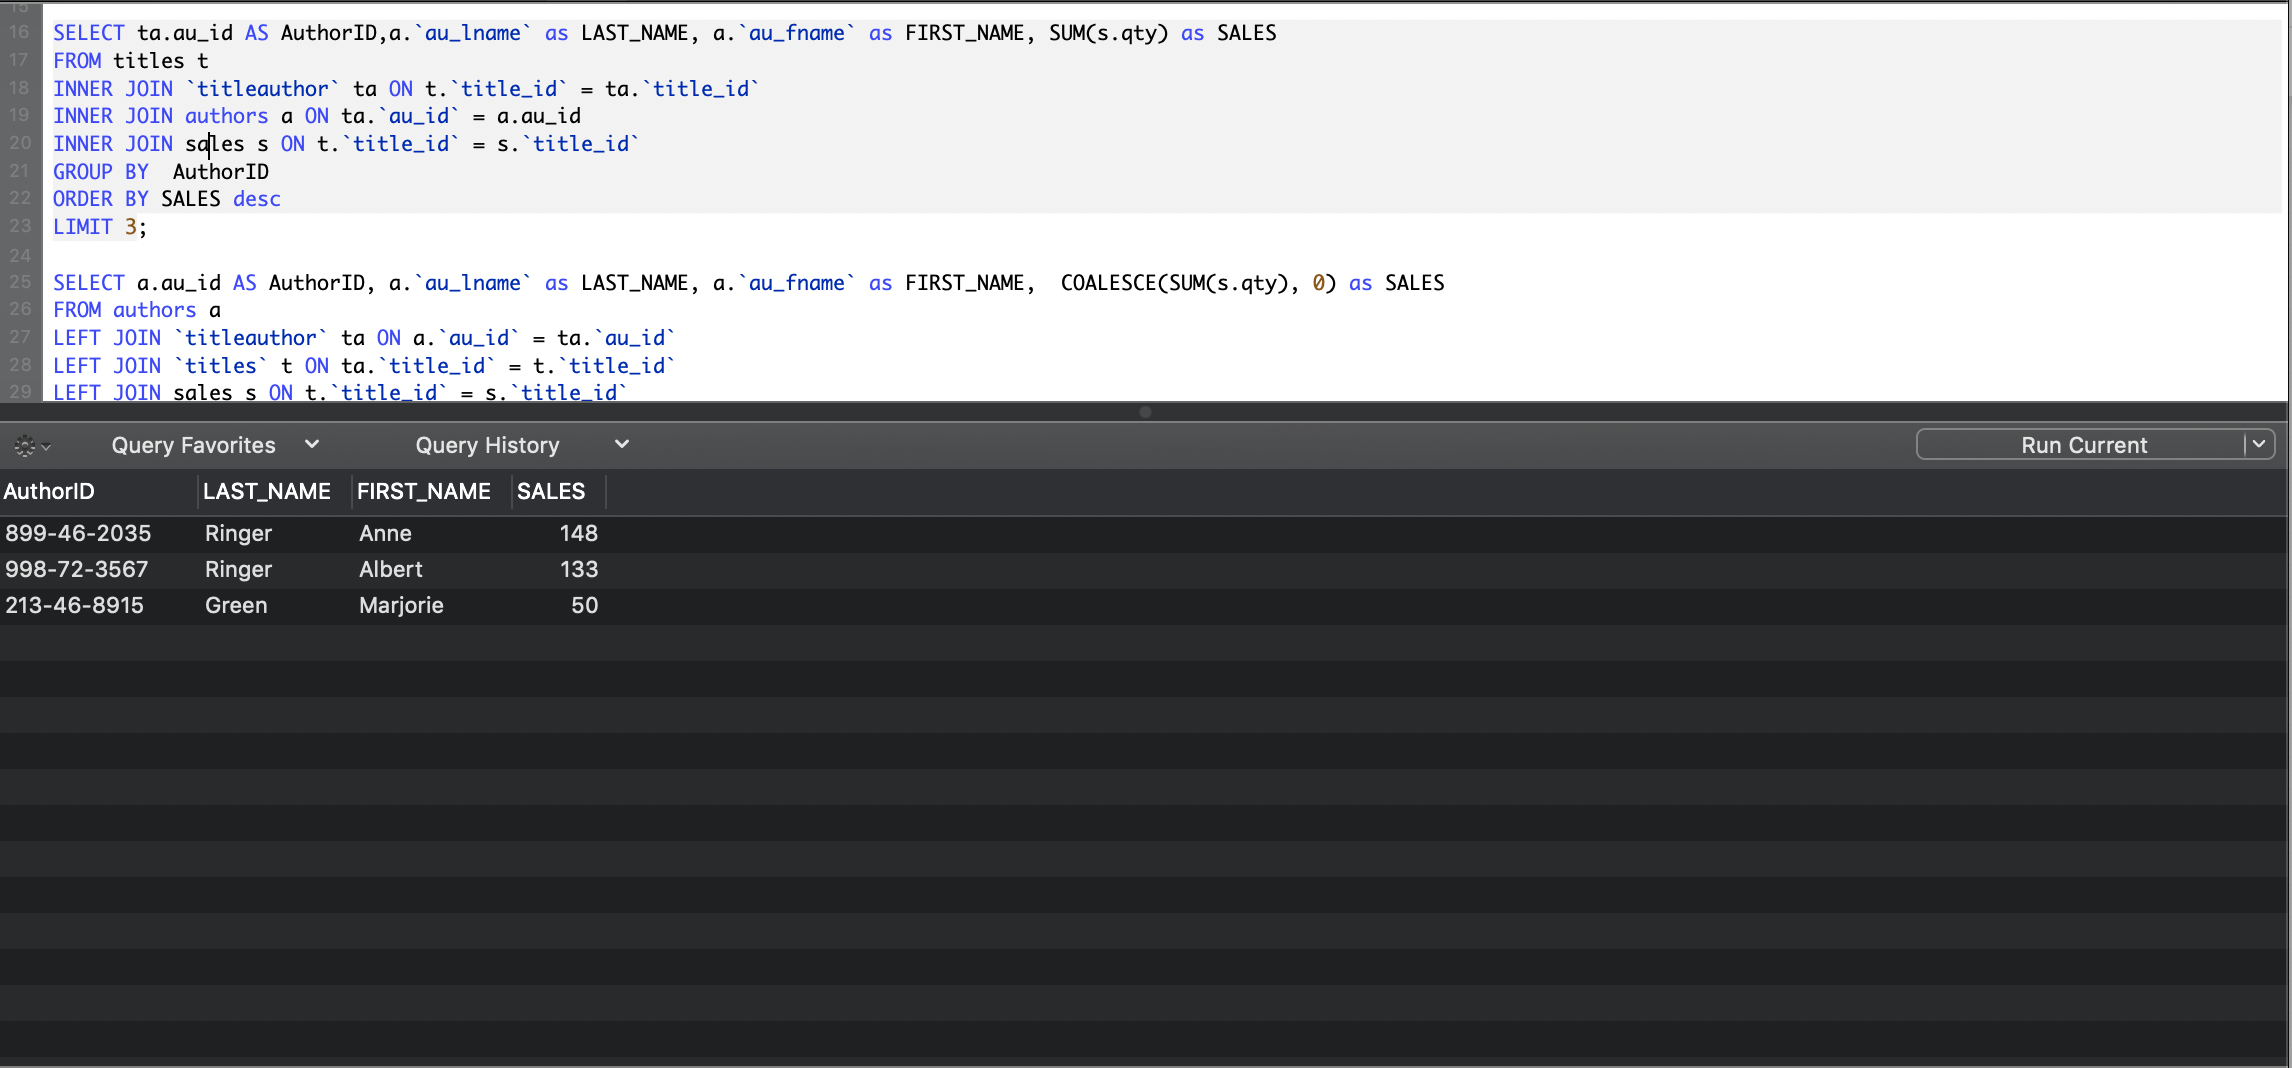 15
16 SELECT ta.au_id AS AuthorID,a.`au_lname` as LAST_NAME, a.`au_fname` as FIRST_NAME, SUM(s.qty) as SALES
17 FROM titles t
18 INNER JOIN `titleauthor` ta ON t.`title_id` = ta.`title_id`
19 INNER JOIN authors a ON ta.`au_id` = a.au_id
20 INNER JOIN sales s ON t.`title_id` = s.`title_id`
21 GROUP BY  AuthorID
22 ORDER BY SALES desc
23 LIMIT 3;
24
25 SELECT a.au_id AS AuthorID, a.`au_lname` as LAST_NAME, a.`au_fname` as FIRST_NAME,  COALESCE(SUM(s.qty), 0) as SALES
26 FROM authors a
27 LEFT JOIN `titleauthor` ta ON a.`au_id` = ta.`au_id`
28 LEFT JOIN `titles` t ON ta.`title_id` = t.`title_id`
29 LEFT JOIN sales s ON t.`title_id` = s.`title_id`
Query Favorites Query History Run Current
AuthorID LAST_NAME FIRST_NAME SALES
899-46-2035 Ringer Anne 148
998-72-3567 Ringer Albert 133
213-46-8915 Green Marjorie 50